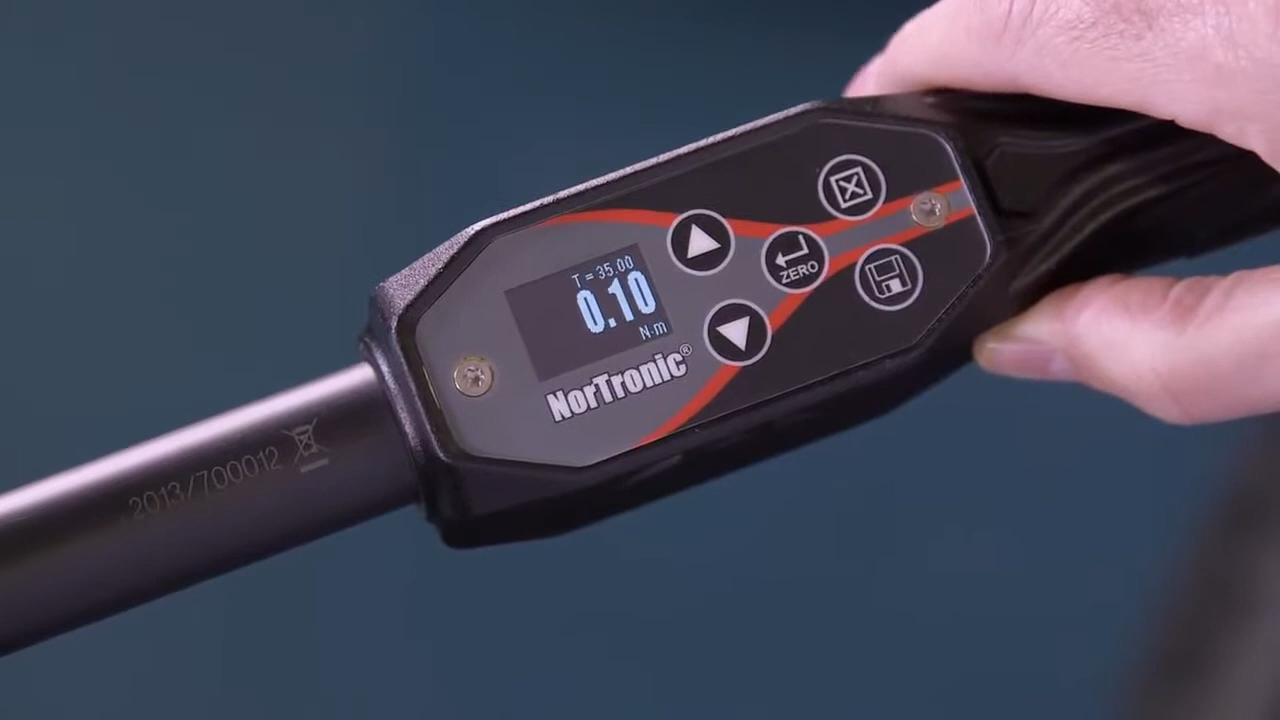 T = 35.00
0.10
N·m
NorTronic®
ZERO
2013/700012